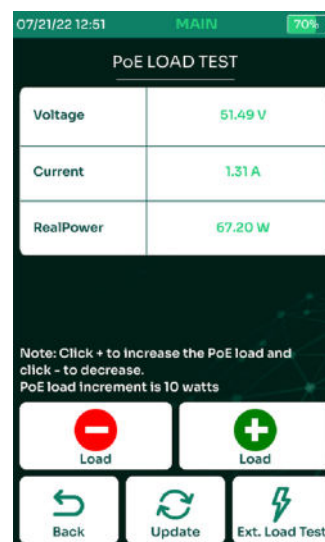 07/21/22 12:51 MAIN 70%
PoE LOAD TEST
Voltage 51.49 V
Current 1.31 A
RealPower 67.20 W
Note: Click + to increase the PoE load and
click - to decrease.
PoE load increment is 10 watts
Load Load
Back Update Ext. Load Test